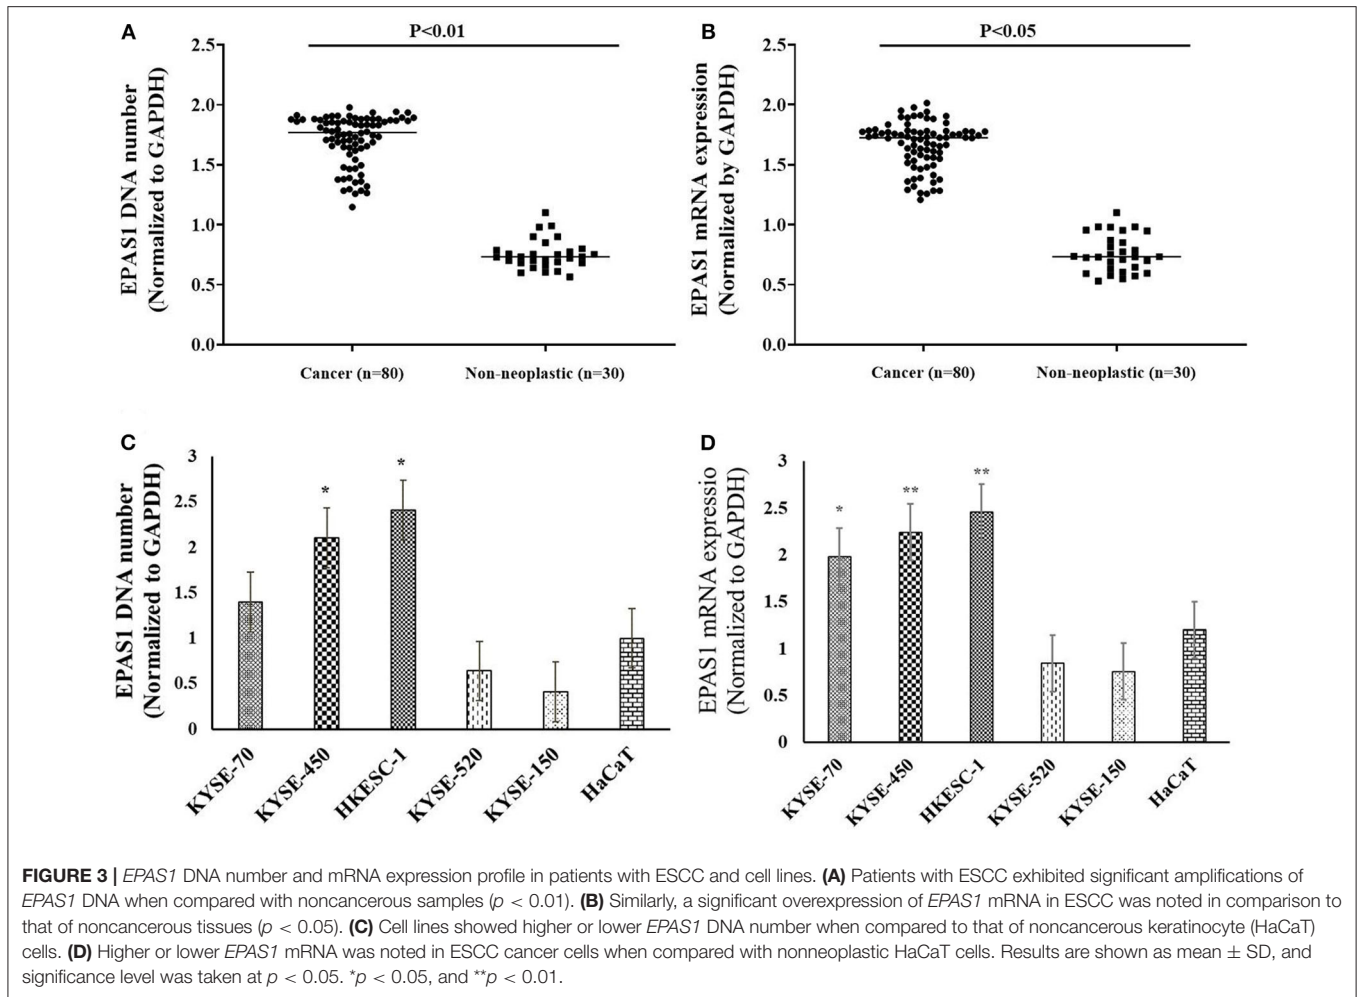 A
P<0.01
EPAS1 DNA number
(Normalized to GAPDH)
2.5
2.0
1.5
1.0
0.5
0.0
Cancer (n=80) Non-neoplastic (n=30)
B
P<0.05
EPAS1 mRNA expression
(Normalized by GAPDH)
2.5
2.0
1.5
1.0
0.5
0.0
Cancer (n=80) Non-neoplastic (n=30)
C
EPAS1 DNA number
(Normalized to GAPDH)
3
2.5
2
1.5
1
0.5
0
* *
KYSE-70 KYSE-450 HKESC-1 KYSE-520 KYSE-150 HaCaT
D
EPAS1 mRNA expressio
(Normalized to GAPDH)
3
2.5
2
1.5
1
0.5
0
* ** **
KYSE-70 KYSE-450 HKESC-1 KYSE-520 KYSE-150 HaCaT
FIGURE 3 | EPAS1 DNA number and mRNA expression profile in patients with ESCC and cell lines. (A) Patients with ESCC exhibited significant amplifications of
EPAS1 DNA when compared with noncancerous samples (p < 0.01). (B) Similarly, a significant overexpression of EPAS1 mRNA in ESCC was noted in comparison to
that of noncancerous tissues (p < 0.05). (C) Cell lines showed higher or lower EPAS1 DNA number when compared to that of noncancerous keratinocyte (HaCaT)
cells. (D) Higher or lower EPAS1 mRNA was noted in ESCC cancer cells when compared with nonneoplastic HaCaT cells. Results are shown as mean ± SD, and
significance level was taken at p < 0.05. *p < 0.05, and **p < 0.01.